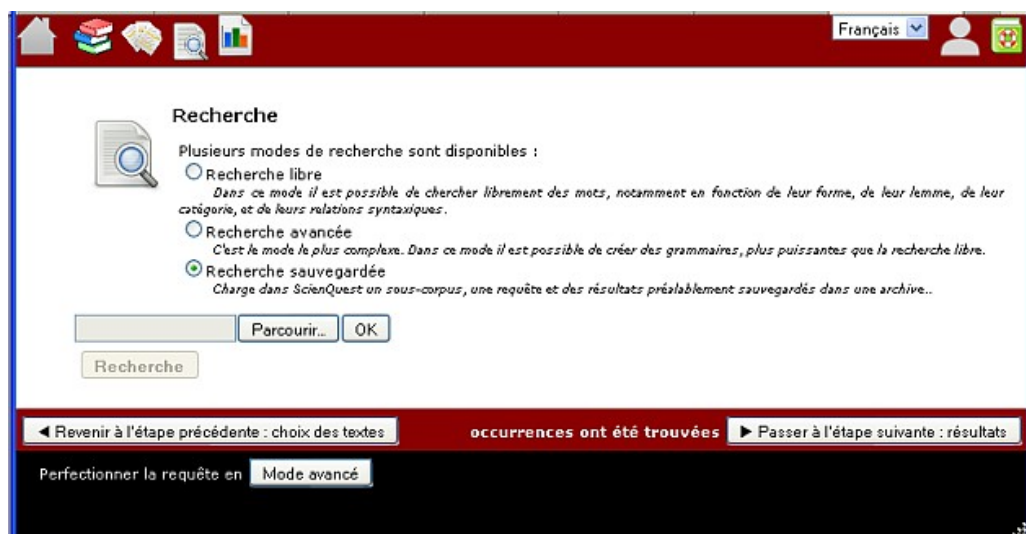 Français
Recherche
Plusieurs modes de recherche sont disponibles :
Recherche libre
Dans ce mode il est possible de chercher librement des mots, notamment en fonction de leur forme, de leur lemme, de leur
catégorie, et de leurs relations syntaxiques.
Recherche avancée
C'est le mode le plus complexe. Dans ce mode il est possible de créer des grammaires, plus puissantes que la recherche libre.
Recherche sauvegardée
Charge dans ScienQuest un sous-corpus, une requête et des résultats préalablement sauvegardés dans une archive..
Parcourir... OK
Recherche
◀ Revenir à l'étape précédente : choix des textes occurrences ont été trouvées ▶ Passer à l'étape suivante : résultats
Perfectionner la requête en Mode avancé